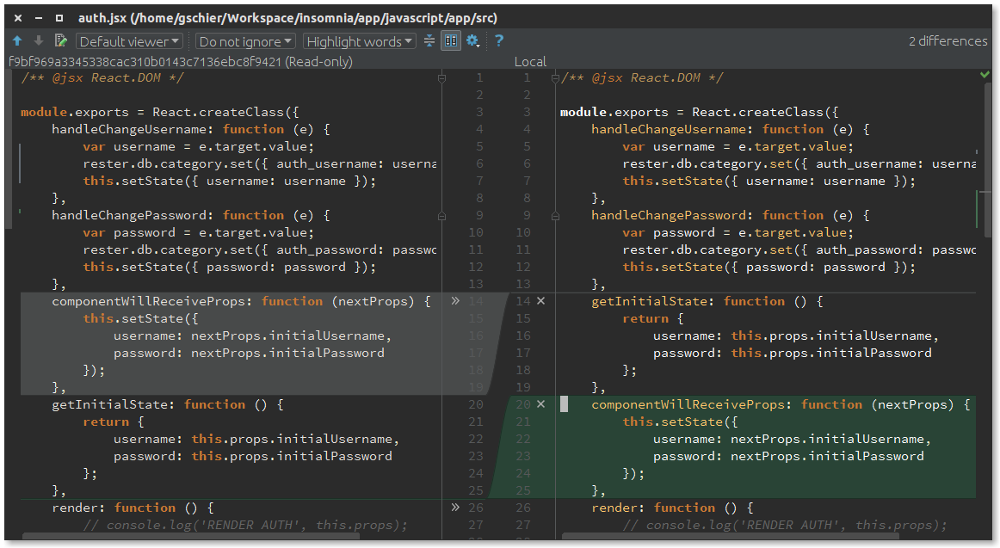 auth.jsx (/home/gschier/Workspace/insomnia/app/javascript/app/src)
Default viewer Do not ignore Highlight words ? 2 differences
f9bf969a3345338cac310b0143c7136ebc8f9421 (Read-only)
/** @jsx React.DOM */
module.exports = React.createClass({
handleChangeUsername: function (e) {
var username = e.target.value;
rester.db.category.set({ auth_username: userna
this.setState({ username: username });
},
handleChangePassword: function (e) {
var password = e.target.value;
rester.db.category.set({ auth_password: passwo
this.setState({ password: password });
},
componentWillReceiveProps: function (nextProps) {
this.setState({
username: nextProps.initialUsername,
password: nextProps.initialPassword
});
},
getInitialState: function () {
return {
username: this.props.initialUsername,
password: this.props.initialPassword
};
},
render: function () {
// console.log('RENDER AUTH', this.props);
1
2
3
4
5
6
7
8
9
10
11
12
13
14
15
16
17
18
19
20
21
22
23
24
25
26
27
Local
1 /** @jsx React.DOM */
2
3 module.exports = React.createClass({
4 handleChangeUsername: function (e) {
5 var username = e.target.value;
6 rester.db.category.set({ auth_username: userna
7 this.setState({ username: username });
8 },
9 handleChangePassword: function (e) {
10 var password = e.target.value;
11 rester.db.category.set({ auth_password: passwo
12 this.setState({ password: password });
13 },
14 getInitialState: function () {
15 return {
16 username: this.props.initialUsername,
17 password: this.props.initialPassword
18 };
19 },
20 componentWillReceiveProps: function (nextProps) {
21 this.setState({
22 username: nextProps.initialUsername,
23 password: nextProps.initialPassword
24 });
25 },
26 render: function () {
27 // console.log('RENDER AUTH', this.props);